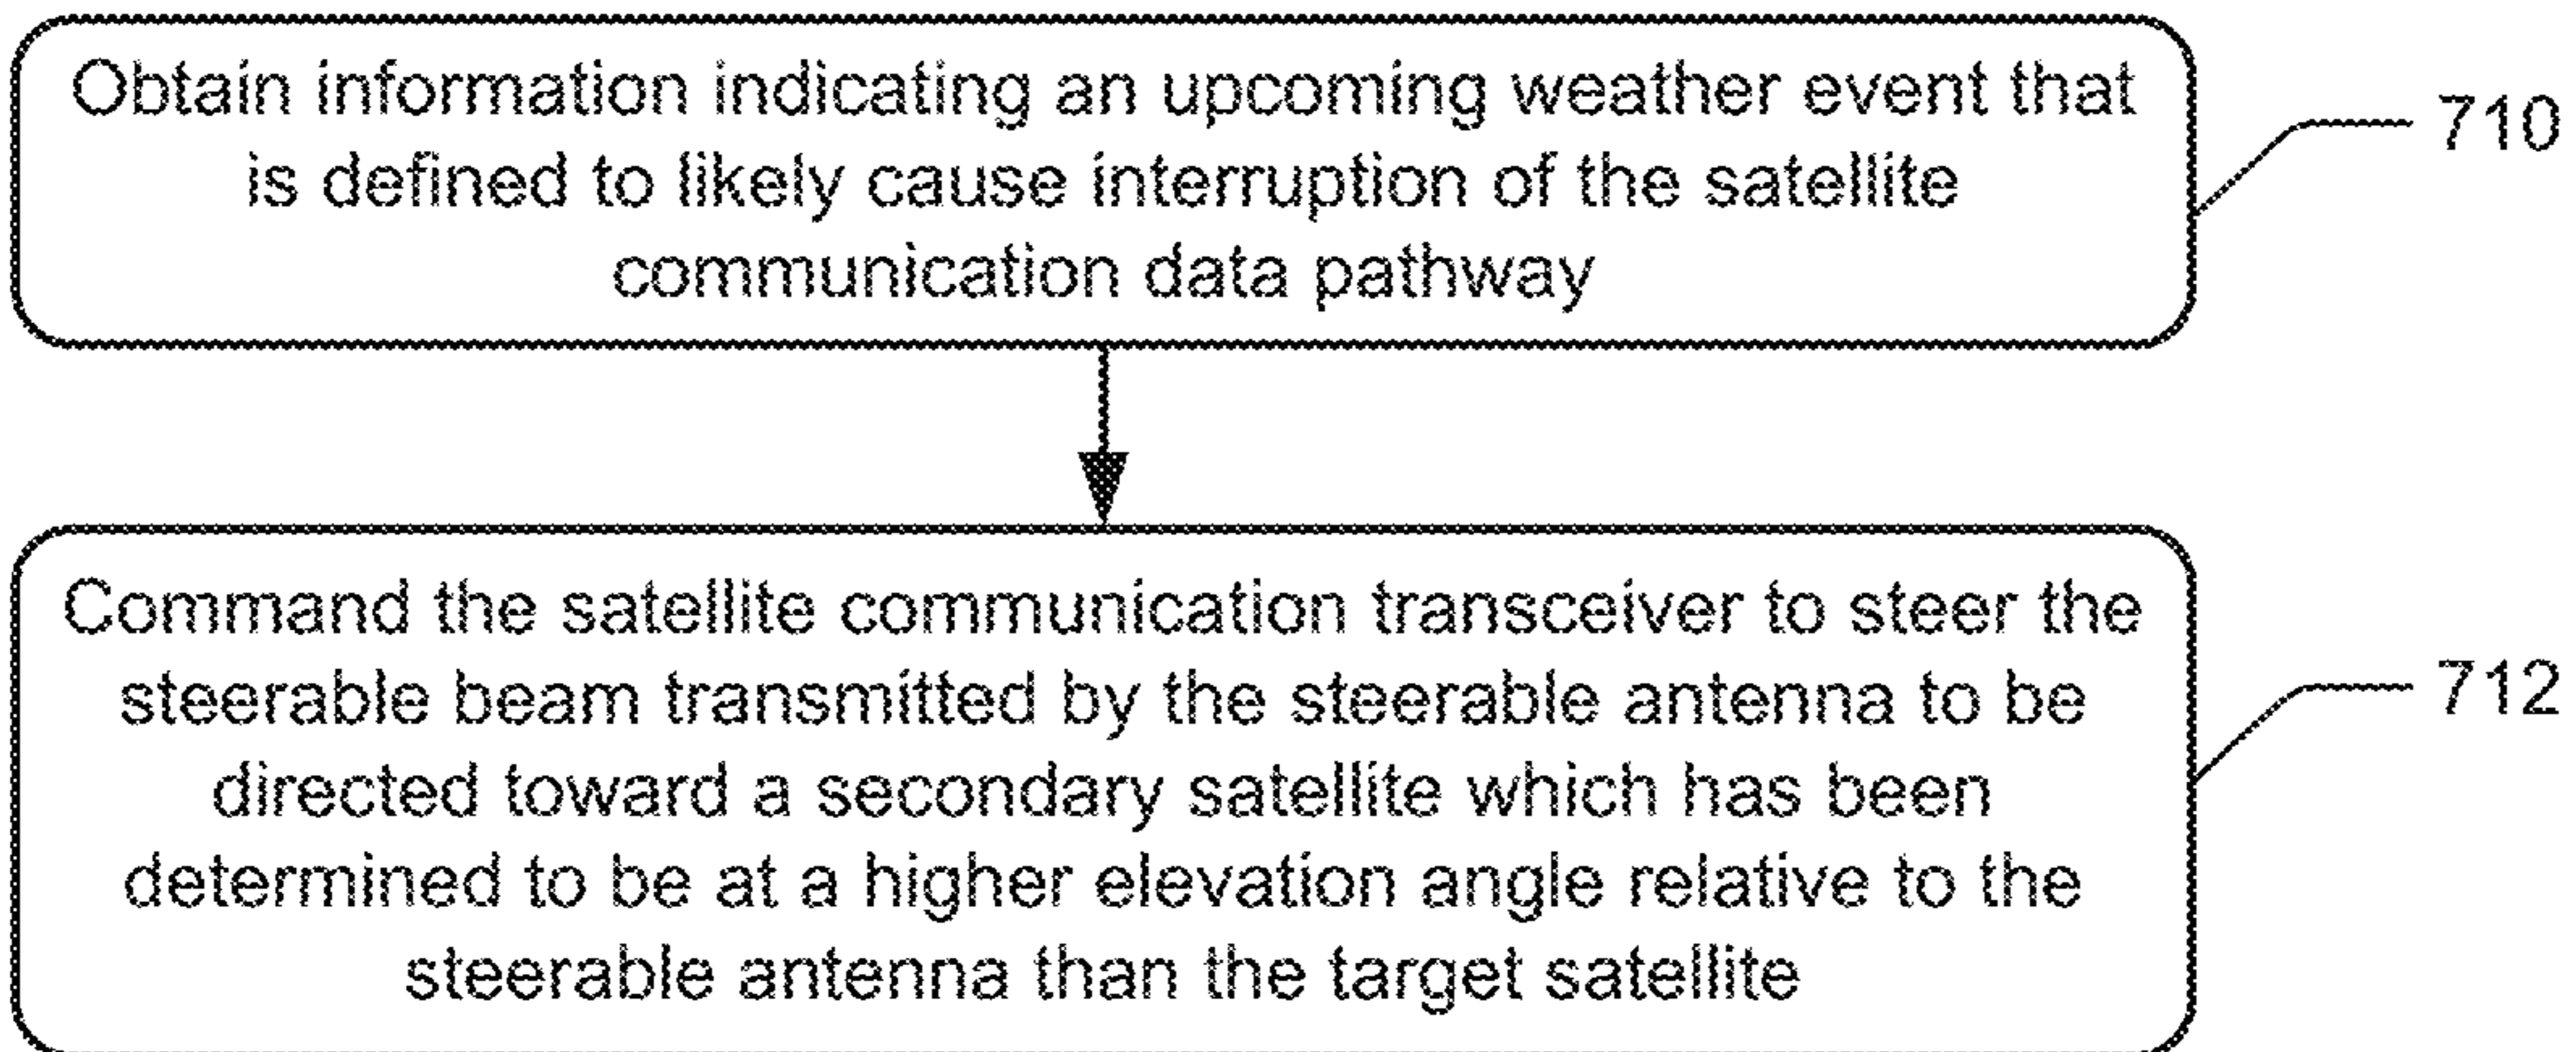 Obtain information indicating an upcoming weather event that
is defined to likely cause interruption of the satellite
communication data pathway
710
Command the satellite communication transceiver to steer the
steerable beam transmitted by the steerable antenna to be
directed toward a secondary satellite which has been
determined to be at a higher elevation angle relative to the
steerable antenna than the target satellite
712